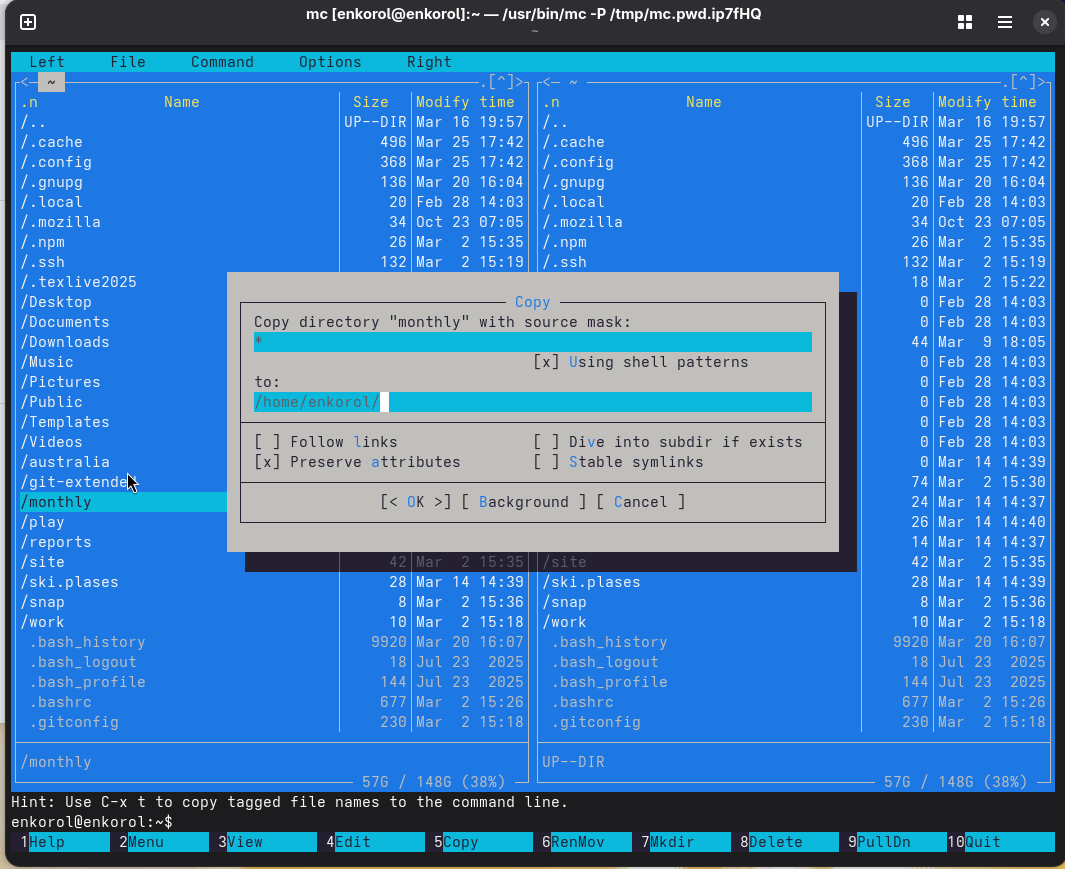 mc [enkorol@enkorol]:~ — /usr/bin/mc -P /tmp/mc.pwd.ip7fHQ
~
Left File Command Options Right
<- ~ .[^]> <- ~ .[^]>
.n Name Size Modify time .n Name Size Modify time
/.. UP--DIR Mar 16 19:57 /.. UP--DIR Mar 16 19:57
/.cache 496 Mar 25 17:42 /.cache 496 Mar 25 17:42
/.config 368 Mar 25 17:42 /.config 368 Mar 25 17:42
/.gnupg 136 Mar 20 16:04 /.gnupg 136 Mar 20 16:04
/.local 20 Feb 28 14:03 /.local 20 Feb 28 14:03
/.mozilla 34 Oct 23 07:05 /.mozilla 34 Oct 23 07:05
/.npm 26 Mar 2 15:35 /.npm 26 Mar 2 15:35
/.ssh 132 Mar 2 15:19 /.ssh 132 Mar 2 15:19
/.texlive2025 18 Mar 2 15:22
/Desktop Copy 0 Feb 28 14:03
/Documents Copy directory "monthly" with source mask: 0 Feb 28 14:03
/Downloads * 44 Mar 9 18:05
/Music [x] Using shell patterns 0 Feb 28 14:03
/Pictures to: 0 Feb 28 14:03
/Public /home/enkorol/ 0 Feb 28 14:03
/Templates 0 Feb 28 14:03
/Videos [ ] Follow links [ ] Dive into subdir if exists 0 Feb 28 14:03
/australia [x] Preserve attributes [ ] Stable symlinks 0 Mar 14 14:39
/git-extended 74 Mar 2 15:30
/monthly [< OK >] [ Background ] [ Cancel ] 24 Mar 14 14:37
/play 26 Mar 14 14:40
/reports 14 Mar 14 14:37
/site 42 Mar 2 15:35 /site 42 Mar 2 15:35
/ski.plases 28 Mar 14 14:39 /ski.plases 28 Mar 14 14:39
/snap 8 Mar 2 15:36 /snap 8 Mar 2 15:36
/work 10 Mar 2 15:18 /work 10 Mar 2 15:18
.bash_history 9920 Mar 20 16:07 .bash_history 9920 Mar 20 16:07
.bash_logout 18 Jul 23 2025 .bash_logout 18 Jul 23 2025
.bash_profile 144 Jul 23 2025 .bash_profile 144 Jul 23 2025
.bashrc 677 Mar 2 15:26 .bashrc 677 Mar 2 15:26
.gitconfig 230 Mar 2 15:18 .gitconfig 230 Mar 2 15:18
/monthly UP--DIR
57G / 148G (38%) 57G / 148G (38%)
Hint: Use C-x t to copy tagged file names to the command line.
enkorol@enkorol:~$
1Help 2Menu 3View 4Edit 5Copy 6RenMov 7Mkdir 8Delete 9PullDn 10Quit